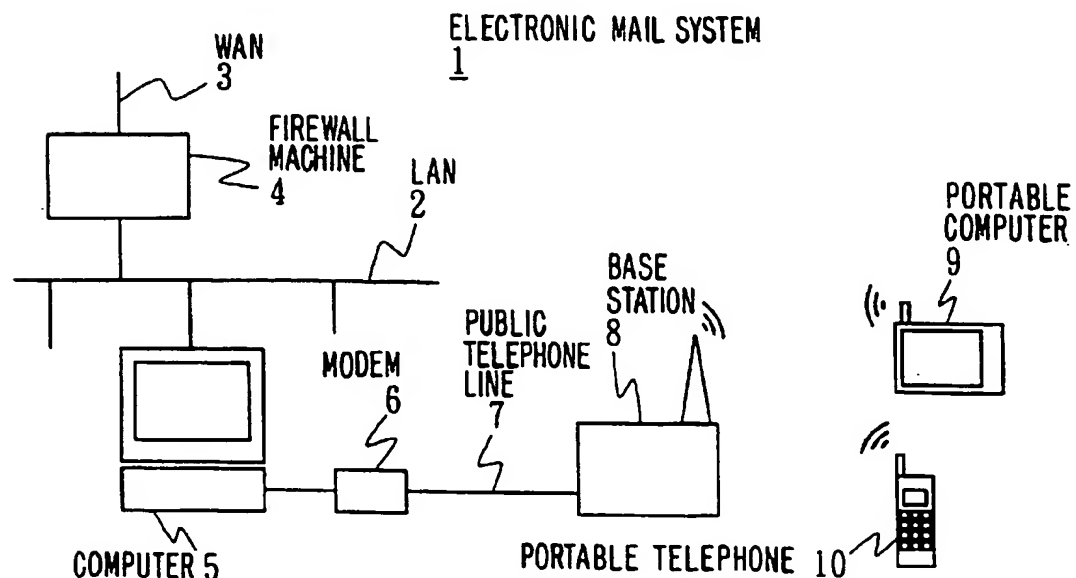 ELECTRONIC MAIL SYSTEM
1
WAN
3
FIREWALL
MACHINE
4
LAN
2
PORTABLE
COMPUTER
9
BASE
STATION
8
PUBLIC
TELEPHONE
LINE
7
MODEM
6
COMPUTER 5
PORTABLE TELEPHONE 10